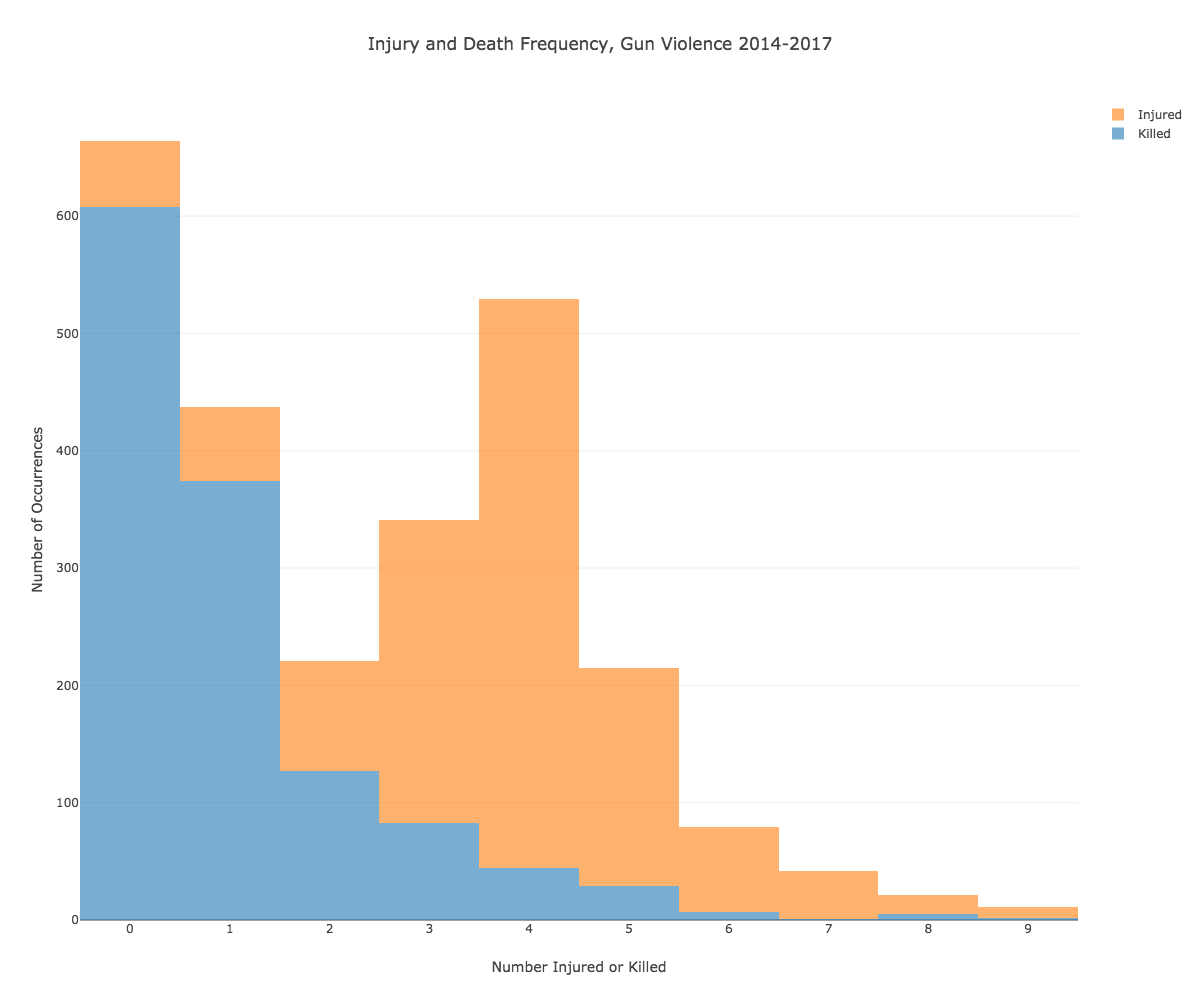 Injury and Death Frequency, Gun Violence 2014-2017
Injured
Killed
600
500
400
300
200
100
0
Number of Occurrences
0 1 2 3 4 5 6 7 8 9
Number Injured or Killed